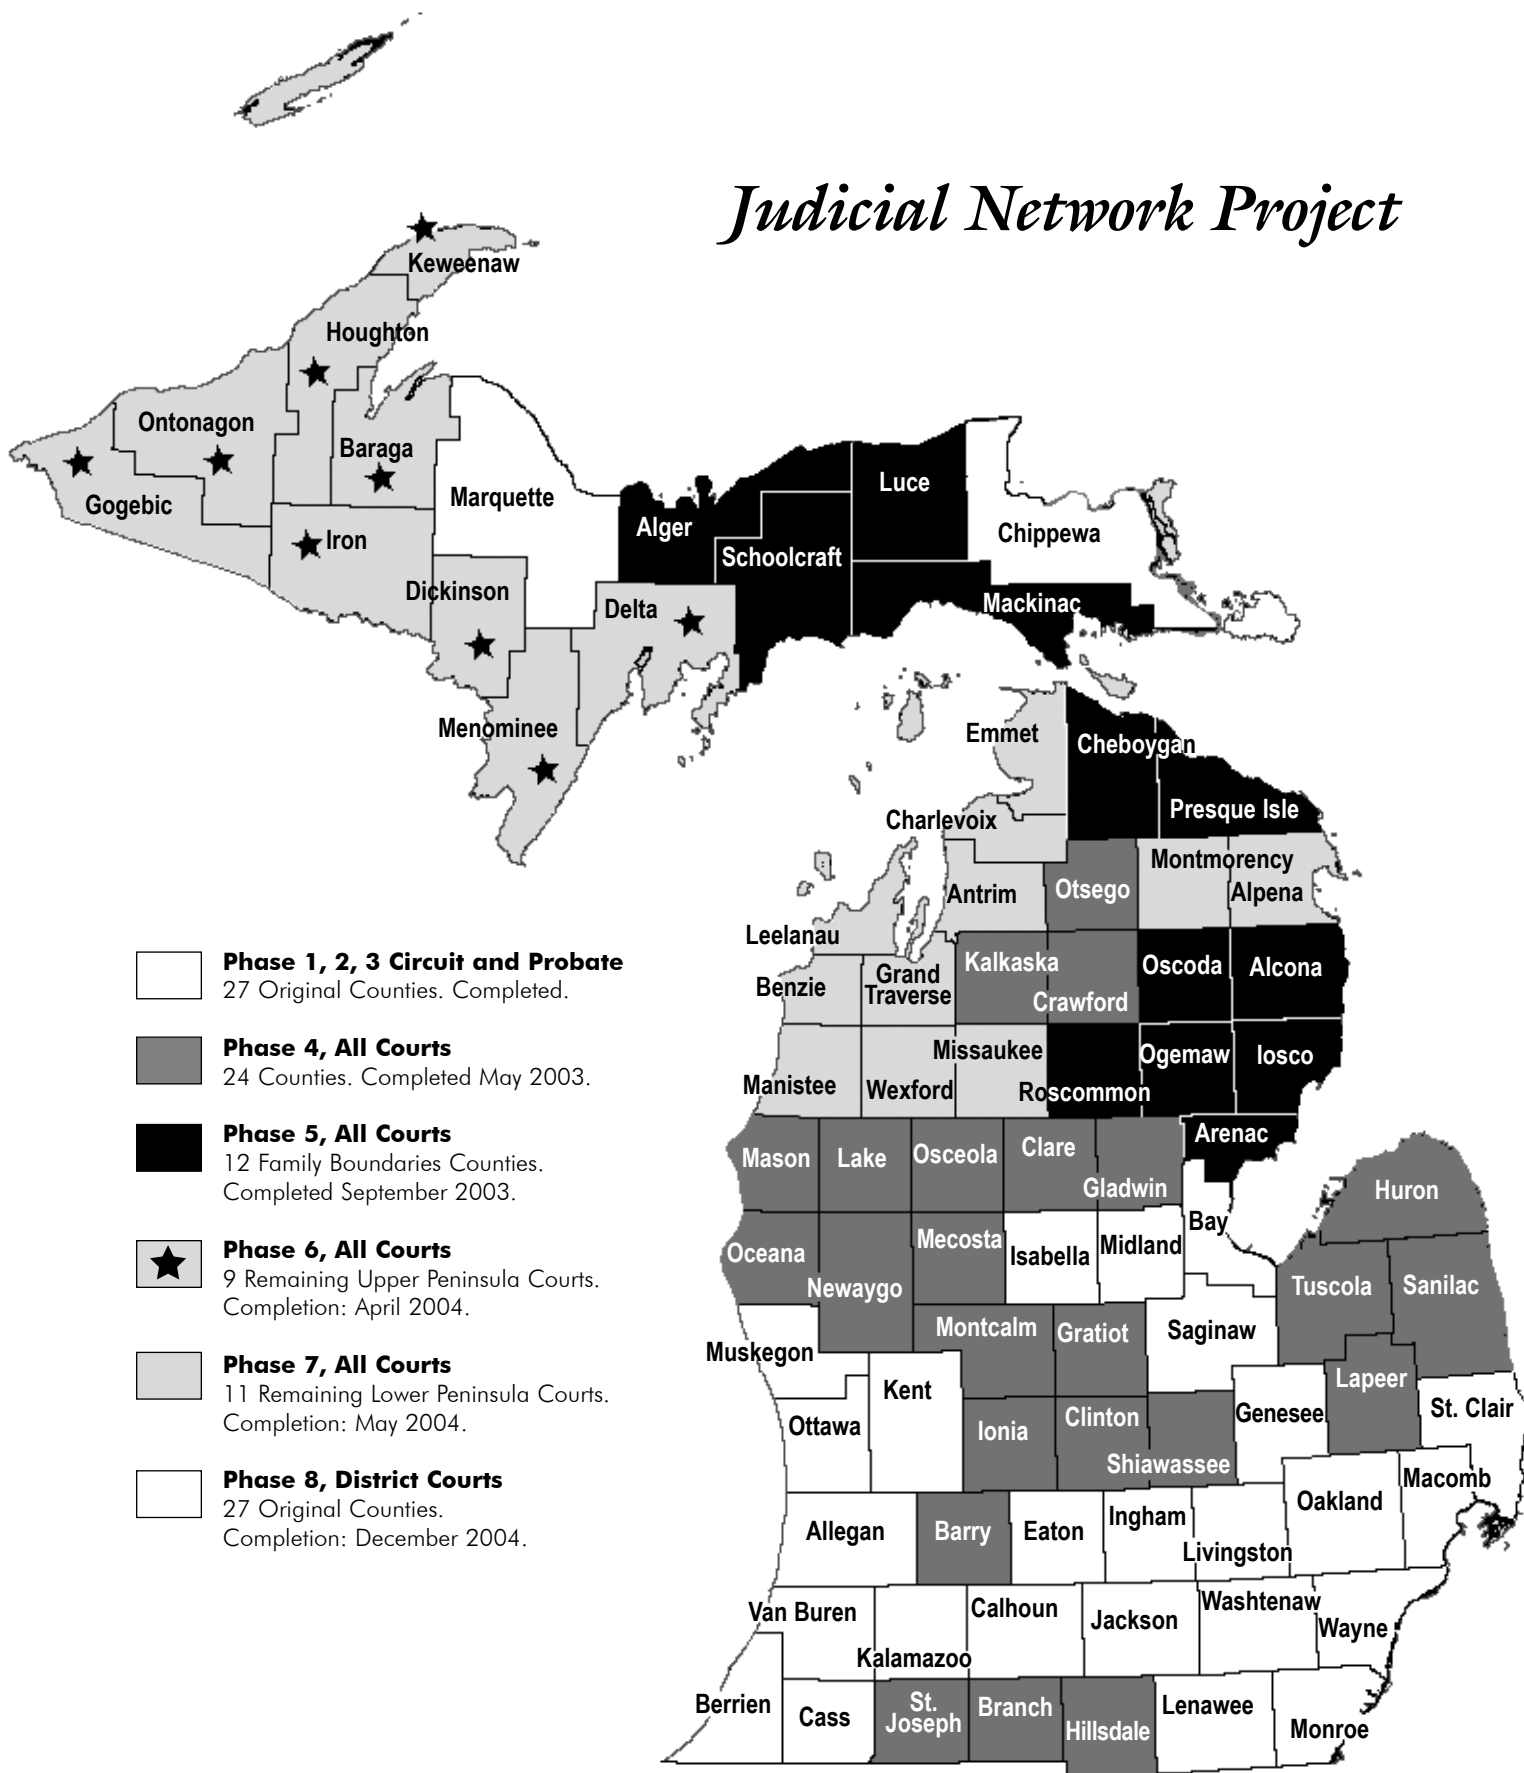 Judicial Network Project
Keweenaw
Houghton
Ontonagon
Baraga
Gogebic
Marquette
Iron
Dickinson
Menominee
Delta
Alger
Schoolcraft
Luce
Chippewa
Mackinac
Emmet
Cheboygan
Presque Isle
Charlevoix
Antrim
Otsego
Montmorency
Alpena
Leelanau
Benzie
Grand
Traverse
Kalkaska
Crawford
Oscoda
Alcona
Manistee
Wexford
Missaukee
Roscommon
Ogemaw
Iosco
Mason
Lake
Osceola
Clare
Gladwin
Arenac
Huron
Oceana
Newaygo
Mecosta
Isabella
Midland
Bay
Tuscola
Sanilac
Muskegon
Montcalm
Gratiot
Saginaw
Lapeer
Kent
Ottawa
Ionia
Clinton
Shiawassee
Genesee
St. Clair
Allegan
Barry
Eaton
Ingham
Livingston
Oakland
Macomb
Van Buren
Kalamazoo
Calhoun
Jackson
Washtenaw
Wayne
Berrien
Cass
St.
Joseph
Branch
Hillsdale
Lenawee
Monroe
Phase 1, 2, 3 Circuit and Probate
27 Original Counties. Completed.
Phase 4, All Courts
24 Counties. Completed May 2003.
Phase 5, All Courts
12 Family Boundaries Counties.
Completed September 2003.
Phase 6, All Courts
9 Remaining Upper Peninsula Courts.
Completion: April 2004.
Phase 7, All Courts
11 Remaining Lower Peninsula Courts.
Completion: May 2004.
Phase 8, District Courts
27 Original Counties.
Completion: December 2004.